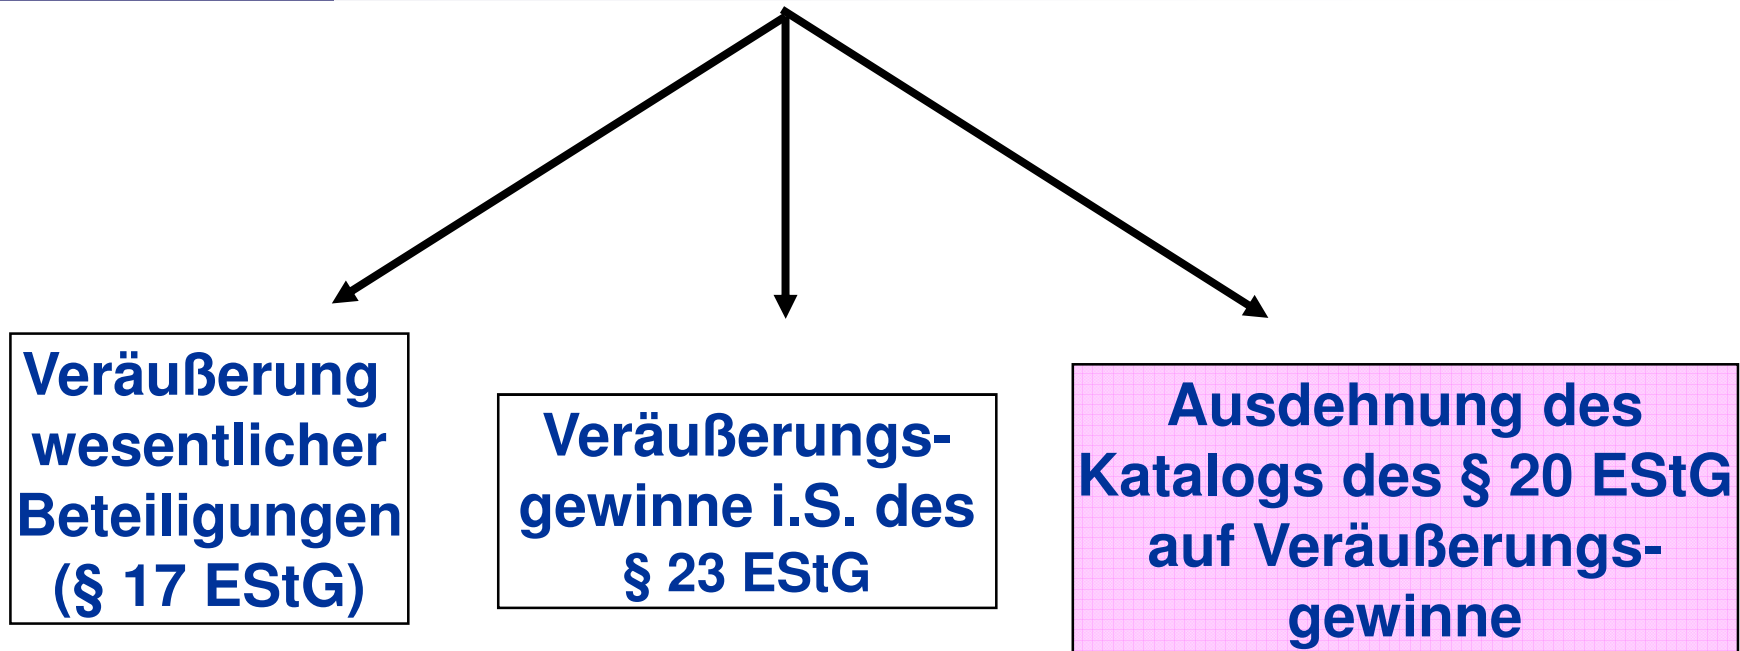 Veräußerung
wesentlicher
Beteiligungen
(§ 17 EStG)
Veräußerungs-
gewinne i.S. des
§ 23 EStG
Ausdehnung des
Katalogs des § 20 EStG
auf Veräußerungs-
gewinne